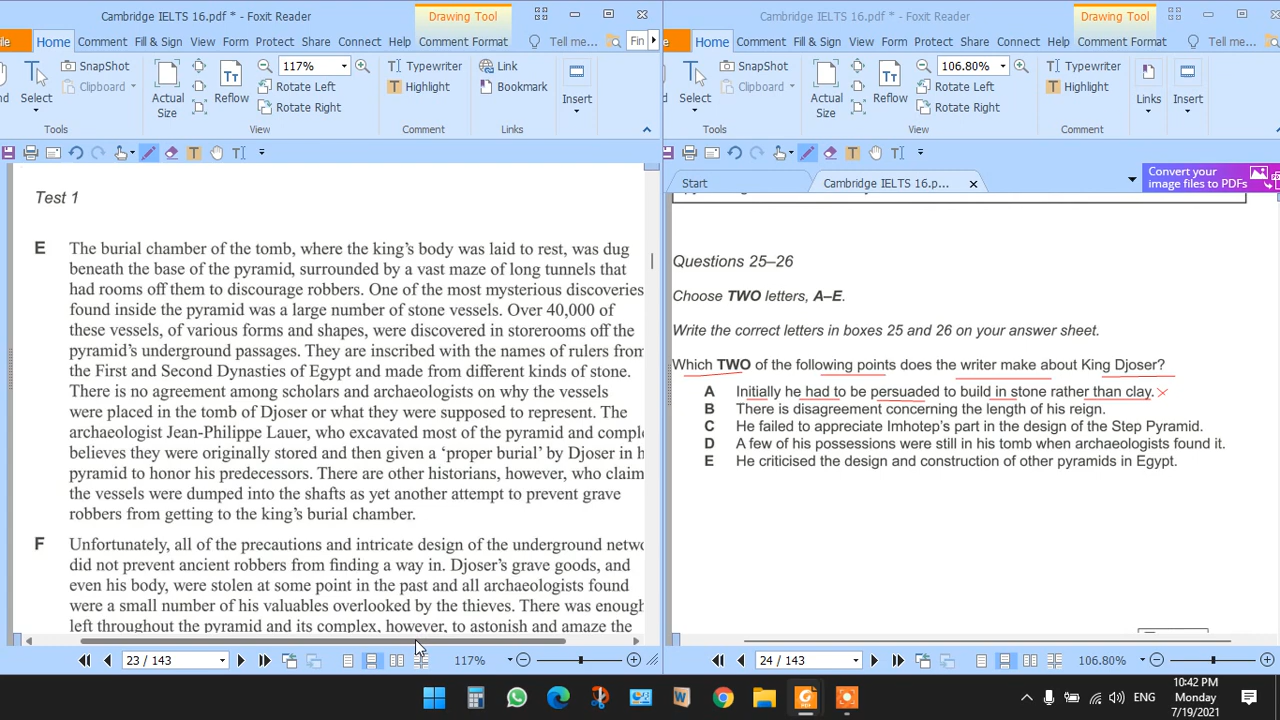 Cambridge IELTS 16.pdf * - Foxit Reader
Drawing Tool
Home
Comment
Fill & Sign
View
Form
Protect
Share
Connect
Help
Comment Format
Tell me...
Fin
SnapShot
Clipboard
Select
Tools
Actual
Size
Reflow
117%
Rotate Left
Rotate Right
View
Typewriter
Highlight
Comment
Link
Bookmark
Links
Insert
Test 1
E The burial chamber of the tomb, where the king's body was laid to rest, was dug
beneath the base of the pyramid, surrounded by a vast maze of long tunnels that
had rooms off them to discourage robbers. One of the most mysterious discoveries
found inside the pyramid was a large number of stone vessels. Over 40,000 of
these vessels, of various forms and shapes, were discovered in storerooms off the
pyramid's underground passages. They are inscribed with the names of rulers from
the First and Second Dynasties of Egypt and made from different kinds of stone.
There is no agreement among scholars and archaeologists on why the vessels
were placed in the tomb of Djoser or what they were supposed to represent. The
archaeologist Jean-Philippe Lauer, who excavated most of the pyramid and comple
believes they were originally stored and then given a 'proper burial' by Djoser in h
pyramid to honor his predecessors. There are other historians, however, who claim
the vessels were dumped into the shafts as yet another attempt to prevent grave
robbers from getting to the king's burial chamber.
F Unfortunately, all of the precautions and intricate design of the underground netwo
did not prevent ancient robbers from finding a way in. Djoser's grave goods, and
even his body, were stolen at some point in the past and all archaeologists found
were a small number of his valuables overlooked by the thieves. There was enough
left throughout the pyramid and its complex, however, to astonish and amaze the
23 / 143
117%
Cambridge IELTS 16.pdf * - Foxit Reader
Drawing Tool
Home
Comment
Fill & Sign
View
Form
Protect
Share
Connect
Help
Comment Format
Tell me...
SnapShot
Clipboard
Select
Tools
Actual
Size
Reflow
106.80%
Rotate Left
Rotate Right
View
Typewriter
Highlight
Comment
Links
Insert
Start
Cambridge IELTS 16.p...
Convert your
image files to PDFs
Questions 25–26
Choose TWO letters, A–E.
Write the correct letters in boxes 25 and 26 on your answer sheet.
Which TWO of the following points does the writer make about King Djoser?
A Initially he had to be persuaded to build in stone rather than clay.
B There is disagreement concerning the length of his reign.
C He failed to appreciate Imhotep's part in the design of the Step Pyramid.
D A few of his possessions were still in his tomb when archaeologists found it.
E He criticised the design and construction of other pyramids in Egypt.
24 / 143
106.80%
ENG
10:42 PM
Monday
7/19/2021